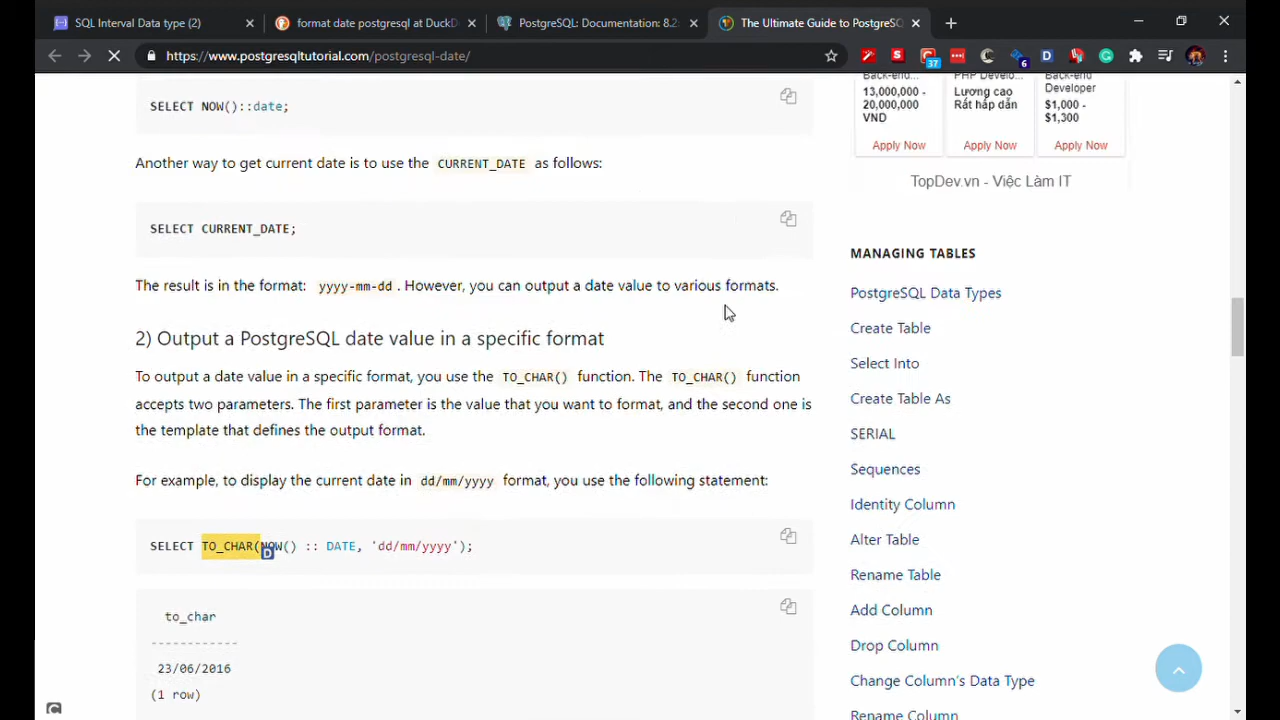 SQL Interval Data type (2)
format date postgresql at DuckD
PostgreSQL: Documentation: 8.2:
The Ultimate Guide to PostgreSQ
https://www.postgresqltutorial.com/postgresql-date/
37
6
SELECT NOW()::date;
Another way to get current date is to use the CURRENT_DATE as follows:
SELECT CURRENT_DATE;
The result is in the format: yyyy-mm-dd. However, you can output a date value to various formats.
2) Output a PostgreSQL date value in a specific format
To output a date value in a specific format, you use the TO_CHAR() function. The TO_CHAR() function
accepts two parameters. The first parameter is the value that you want to format, and the second one is
the template that defines the output format.
For example, to display the current date in dd/mm/yyyy format, you use the following statement:
SELECT TO_CHAR(NOW() :: DATE, 'dd/mm/yyyy');
to_char
------------
23/06/2016
(1 row)
Back-end...
13,000,000 -
20,000,000
VND
Apply Now
PHP Develo...
Lương cao
Rất hấp dẫn
Apply Now
Back-end
Developer
$1,000 -
$1,300
Apply Now
TopDev.vn - Việc Làm IT
MANAGING TABLES
PostgreSQL Data Types
Create Table
Select Into
Create Table As
SERIAL
Sequences
Identity Column
Alter Table
Rename Table
Add Column
Drop Column
Change Column's Data Type
Rename Column